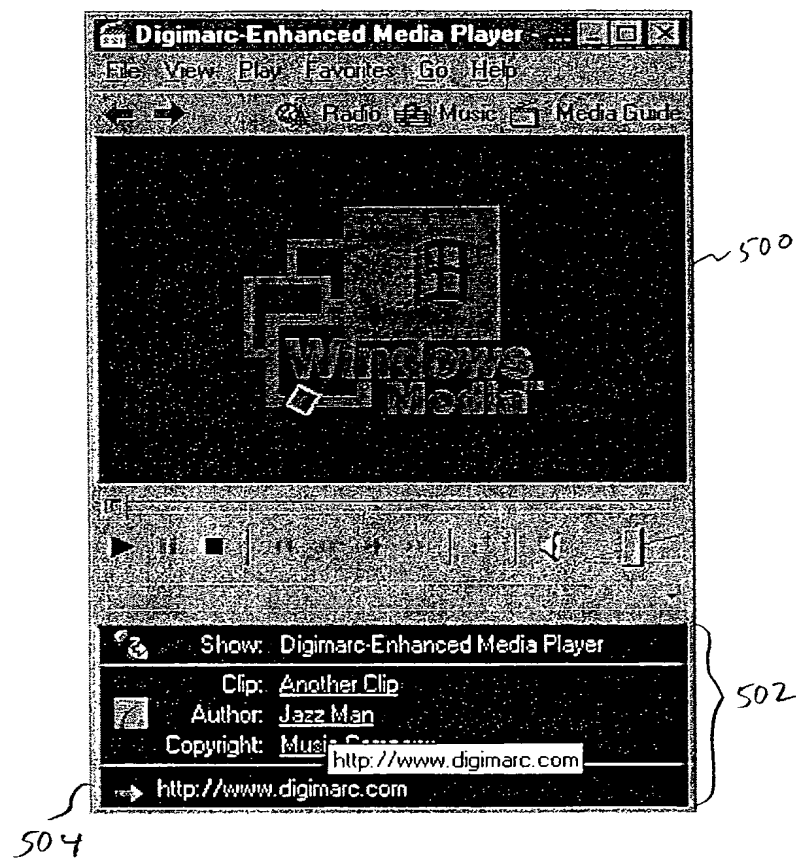 Digimarc-Enhanced Media Player - ...
File View Play Favorites Go Help
Radio Music Media Guide
500
Windows
Media
Show: Digimarc-Enhanced Media Player
Clip: Another Clip
Author: Jazz Man
Copyright: Music
http://www.digimarc.com
http://www.digimarc.com
502
504